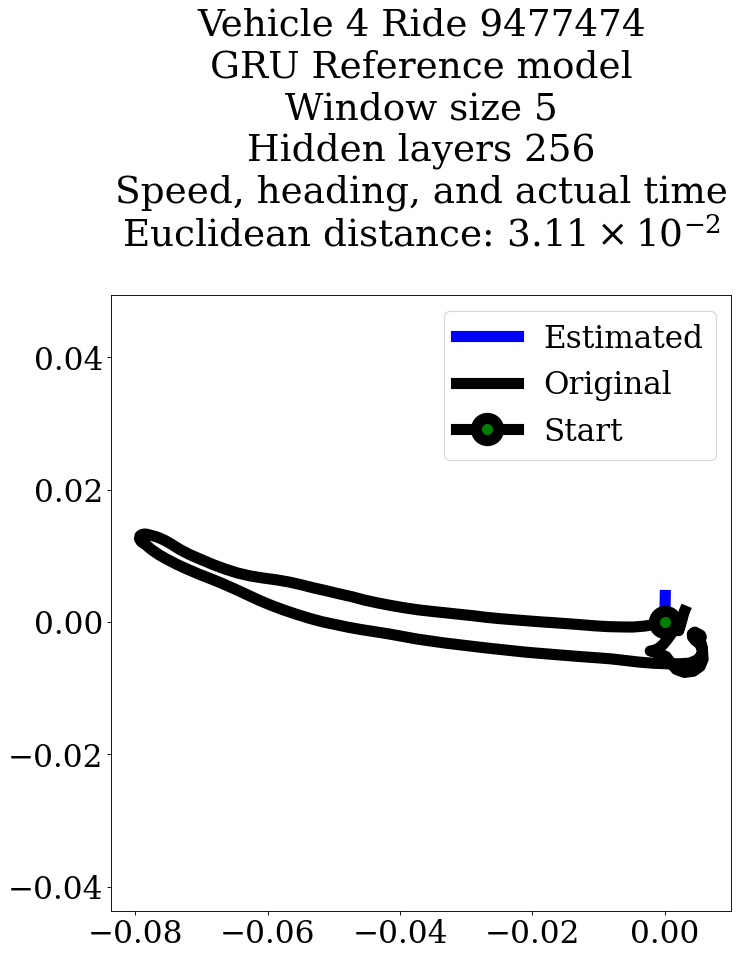 Vehicle 4 Ride 9477474
GRU Reference model
Window size 5
Hidden layers 256
Speed, heading, and actual time
Euclidean distance: 3.11 × 10⁻²
Estimated
Original
Start
0.04
0.02
0.00
−0.02
−0.04
−0.08 −0.06 −0.04 −0.02 0.00